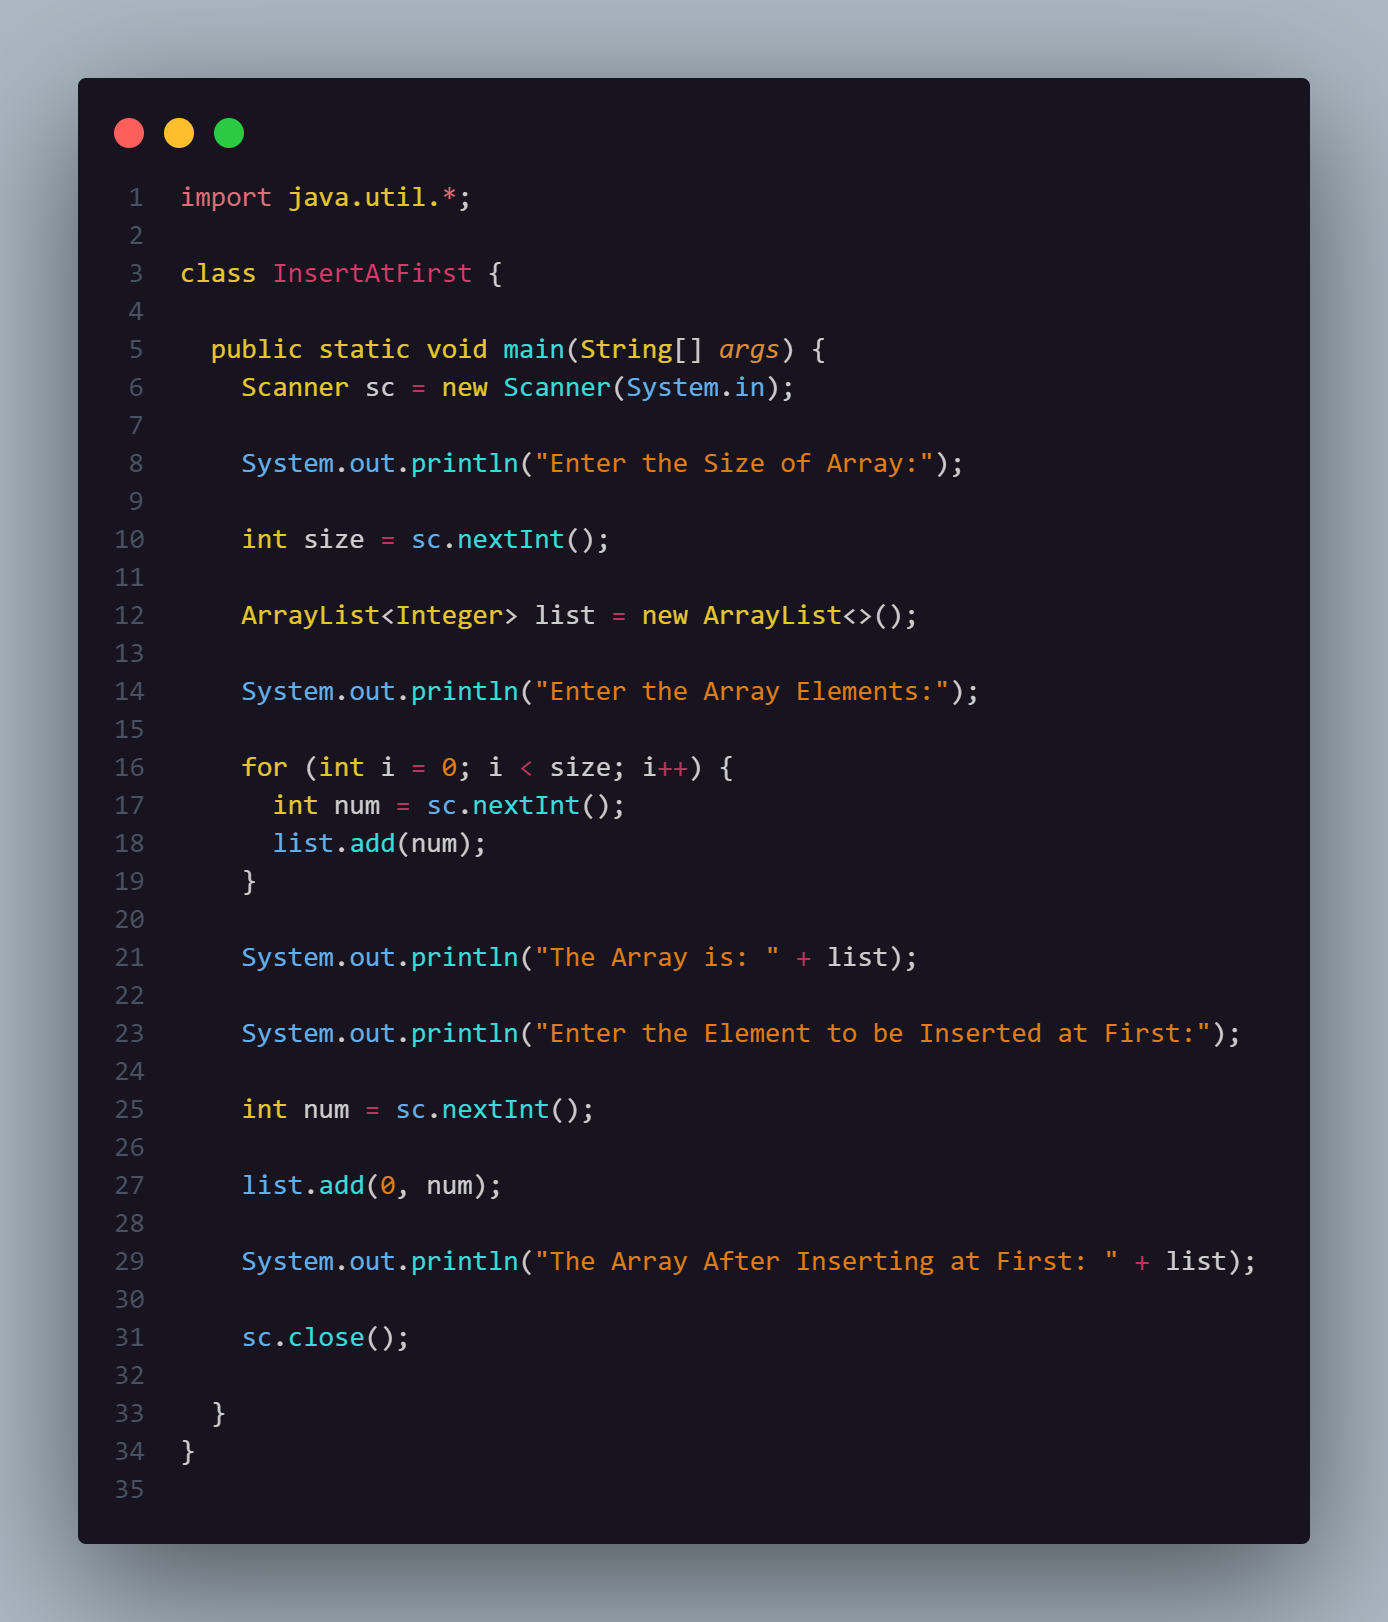 1 import java.util.*;
2
3 class InsertAtFirst {
4
5   public static void main(String[] args) {
6     Scanner sc = new Scanner(System.in);
7
8     System.out.println("Enter the Size of Array:");
9
10     int size = sc.nextInt();
11
12     ArrayList<Integer> list = new ArrayList<>();
13
14     System.out.println("Enter the Array Elements:");
15
16     for (int i = 0; i < size; i++) {
17       int num = sc.nextInt();
18       list.add(num);
19     }
20
21     System.out.println("The Array is: " + list);
22
23     System.out.println("Enter the Element to be Inserted at First:");
24
25     int num = sc.nextInt();
26
27     list.add(0, num);
28
29     System.out.println("The Array After Inserting at First: " + list);
30
31     sc.close();
32
33   }
34 }
35